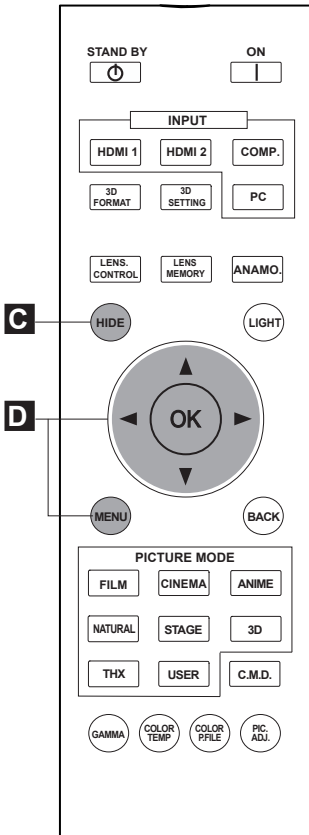 STAND BY ON
INPUT
HDMI 1 HDMI 2 COMP.
3D FORMAT 3D SETTING PC
LENS. CONTROL LENS MEMORY ANAMO.
C HIDE LIGHT
D OK
MENU BACK
PICTURE MODE
FILM CINEMA ANIME
NATURAL STAGE 3D
THX USER C.M.D.
GAMMA COLOR TEMP COLOR P.FILE PIC. ADJ.